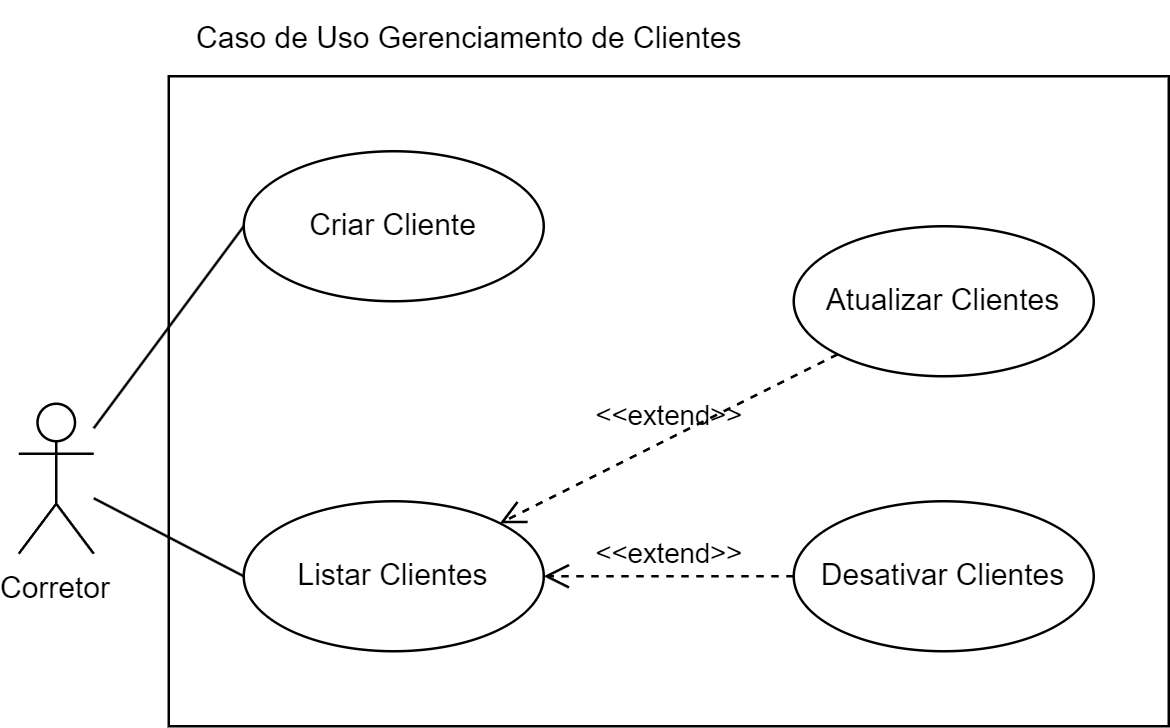 Caso de Uso Gerenciamento de Clientes
Criar Cliente
Atualizar Clientes
<<extend>>
<<extend>>
Listar Clientes
Desativar Clientes
Corretor